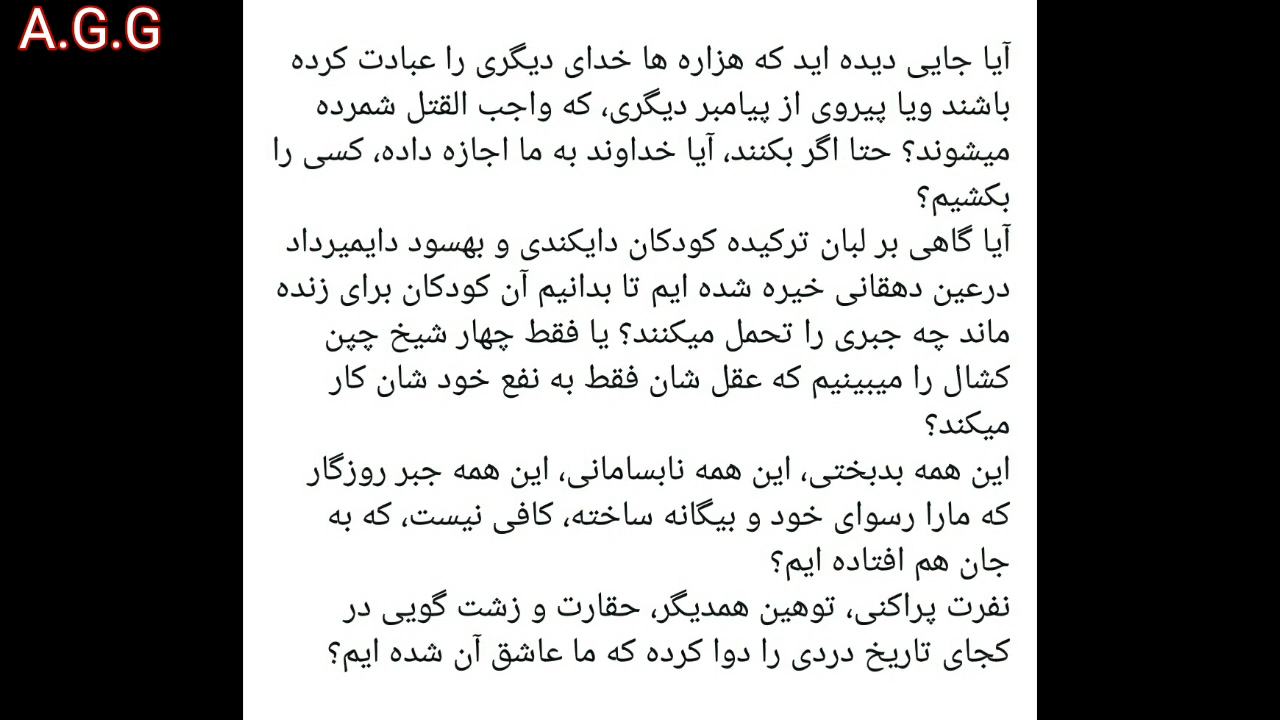 A.G.G
آیا جایی دیده اید که هزاره ها خدای دیگری را عبادت کرده
باشند ویا پیروی از پیامبر دیگری، که واجب القتل شمرده
میشوند؟ حتا اگر بکنند، آیا خداوند به ما اجازه داده، کسی را
بکشیم؟
آیا گاهی بر لبان ترکیده کودکان دایکندی و بهسود دایمیرداد
درعین دهقانی خیره شده ایم تا بدانیم آن کودکان برای زنده
ماند چه جبری را تحمل میکنند؟ یا فقط چهار شیخ چپن
کشال را میبینیم که عقل شان فقط به نفع خود شان کار
میکند؟
این همه بدبختی، این همه نابسامانی، این همه جبر روزگار
که مارا رسوای خود و بیگانه ساخته، کافی نیست، که به
جان هم افتاده ایم؟
نفرت پراکنی، توهین همدیگر، حقارت و زشت گویی در
کجای تاریخ دردی را دوا کرده که ما عاشق آن شده ایم؟